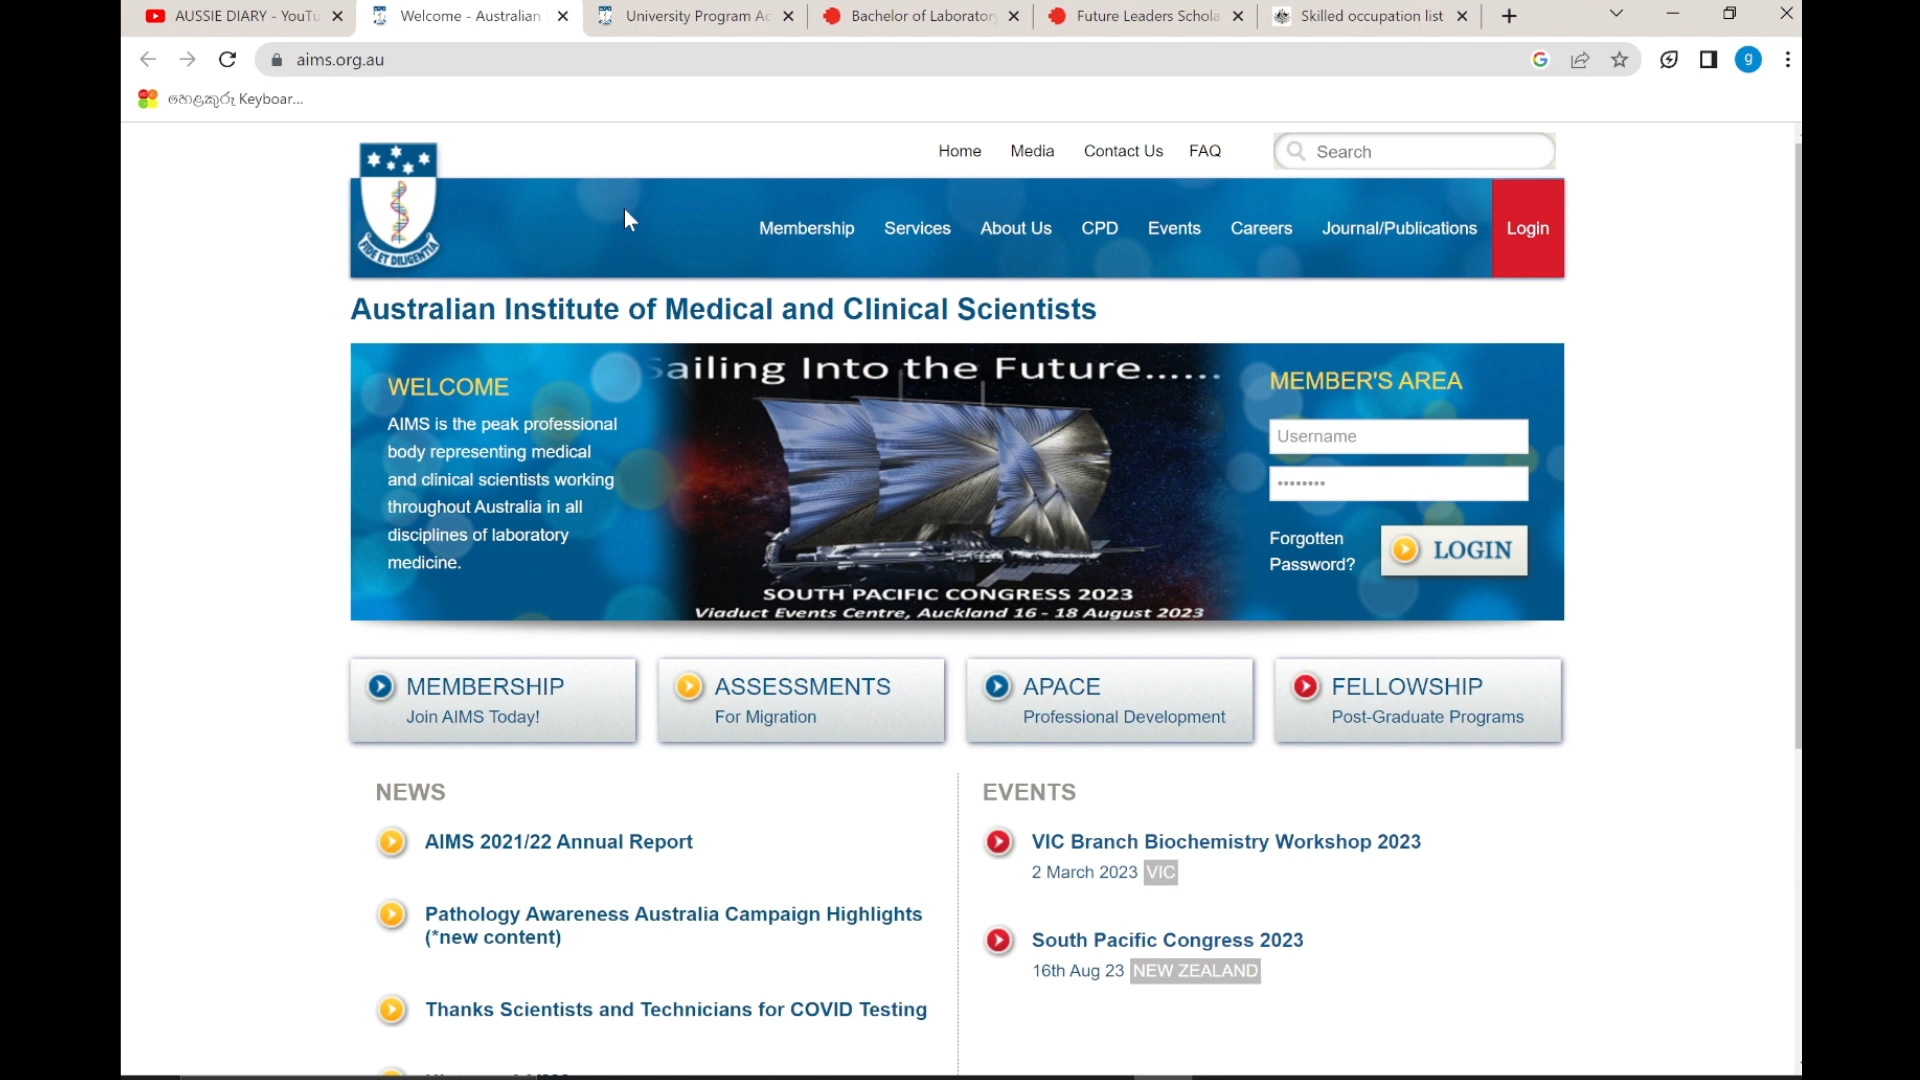 AUSSIE DIARY - YouTu
Welcome - Australian
University Program Ac
Bachelor of Laborator
Future Leaders Schola
Skilled occupation list
aims.org.au
g
හෙළකුරු Keyboar...
Home Media Contact Us FAQ
Search
Membership Services About Us CPD Events Careers Journal/Publications Login
FIDE ET DILIGENTIA
Australian Institute of Medical and Clinical Scientists
WELCOME
AIMS is the peak professional
body representing medical
and clinical scientists working
throughout Australia in all
disciplines of laboratory
medicine.
Sailing Into the Future......
SOUTH PACIFIC CONGRESS 2023
Viaduct Events Centre, Auckland 16 - 18 August 2023
MEMBER'S AREA
Username
••••••••
Forgotten
Password?
LOGIN
MEMBERSHIP
Join AIMS Today!
ASSESSMENTS
For Migration
APACE
Professional Development
FELLOWSHIP
Post-Graduate Programs
NEWS
AIMS 2021/22 Annual Report
Pathology Awareness Australia Campaign Highlights
(*new content)
Thanks Scientists and Technicians for COVID Testing
EVENTS
VIC Branch Biochemistry Workshop 2023
2 March 2023 VIC
South Pacific Congress 2023
16th Aug 23 NEW ZEALAND